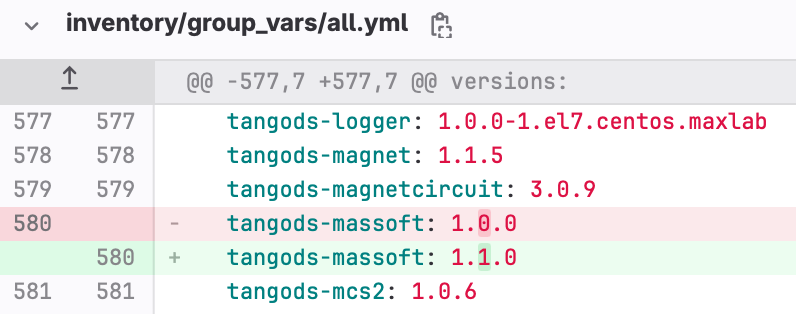 inventory/group_vars/all.yml
@@ -577,7 +577,7 @@ versions:
577 577 tangods-logger: 1.0.0-1.el7.centos.maxlab
578 578 tangods-magnet: 1.1.5
579 579 tangods-magnetcircuit: 3.0.9
580 - tangods-massoft: 1.0.0
580 + tangods-massoft: 1.1.0
581 581 tangods-mcs2: 1.0.6